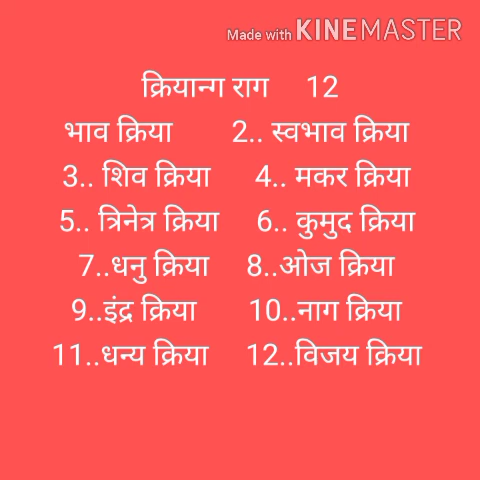 Made with KINEMASTER
क्रियान्ग राग 12
भाव क्रिया 2.. स्वभाव क्रिया
3.. शिव क्रिया 4.. मकर क्रिया
5.. त्रिनेत्र क्रिया 6.. कुमुद क्रिया
7..धनु क्रिया 8..ओज क्रिया
9..इंद्र क्रिया 10..नाग क्रिया
11..धन्य क्रिया 12..विजय क्रिया